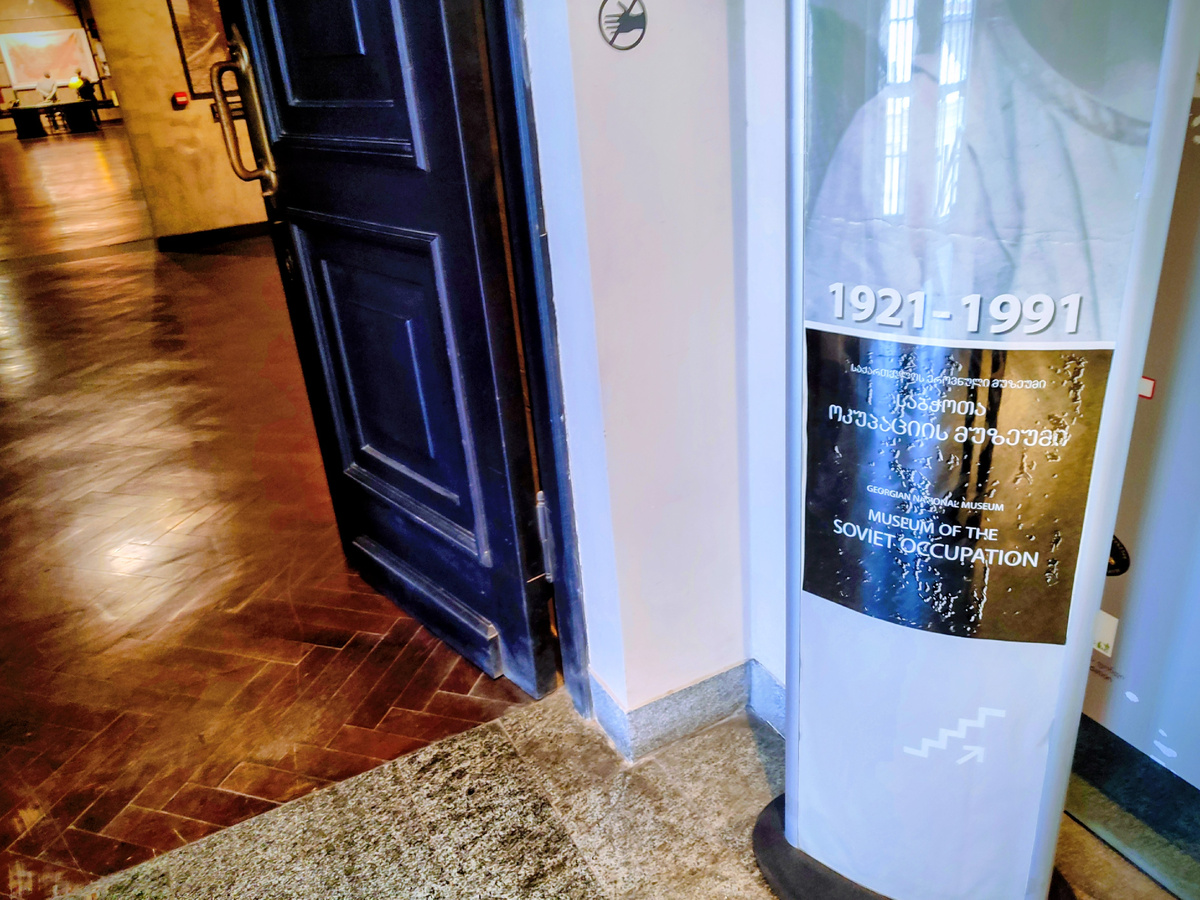 1921-1991
საქართველოს ეროვნული მუზეუმი
საბჭოთა
ოკუპაციის მუზეუმი
GEORGIAN NATIONAL MUSEUM
MUSEUM OF THE
SOVIET OCCUPATION